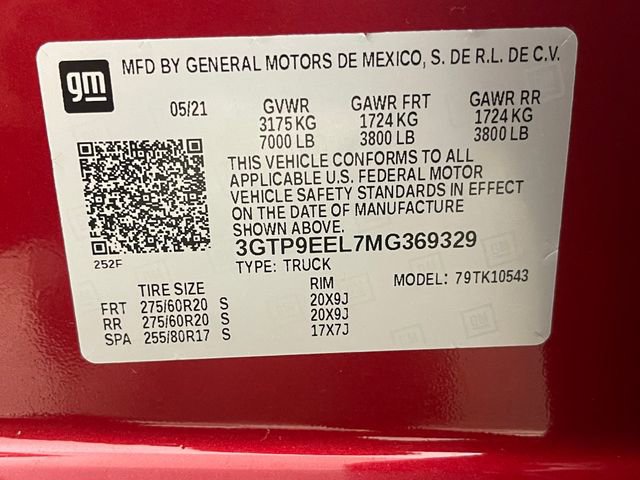 gm MFD BY GENERAL MOTORS DE MEXICO, S. DE R.L. DE C.V.
05/21 GVWR GAWR FRT GAWR RR
3175 KG 1724 KG 1724 KG
7000 LB 3800 LB 3800 LB
THIS VEHICLE CONFORMS TO ALL
APPLICABLE U.S. FEDERAL MOTOR
VEHICLE SAFETY STANDARDS IN EFFECT
ON THE DATE OF MANUFACTURE
SHOWN ABOVE.
3GTP9EEL7MG369329
252F TYPE: TRUCK MODEL: 79TK10543
TIRE SIZE RIM
FRT 275/60R20 S 20X9J
RR 275/60R20 S 20X9J
SPA 255/80R17 S 17X7J